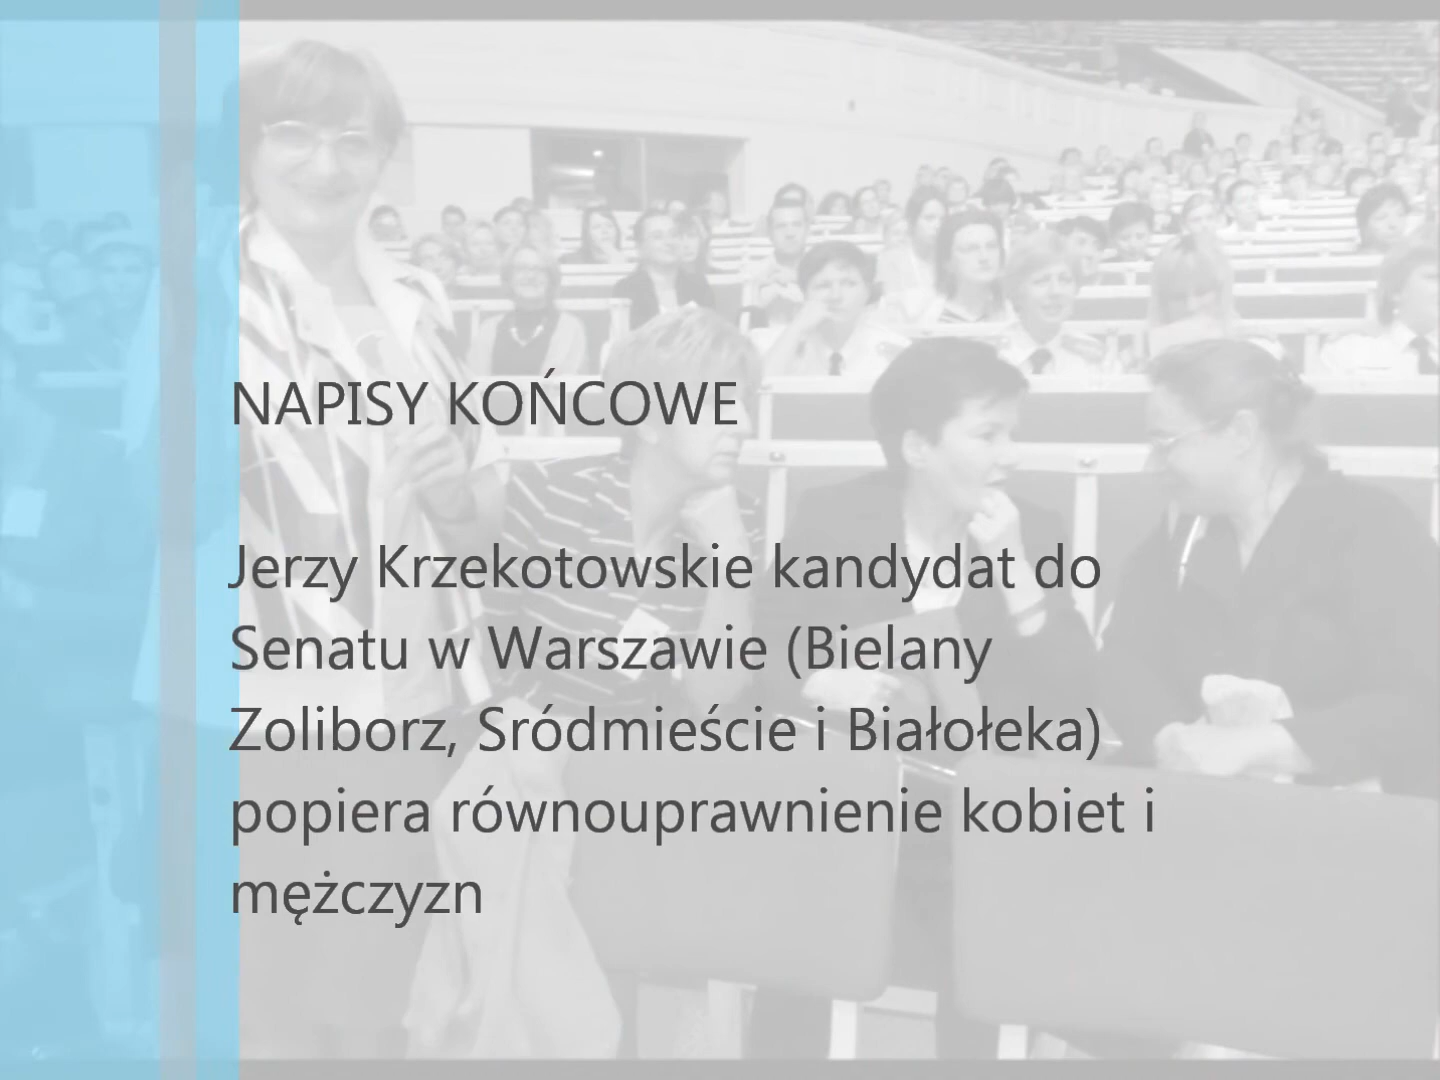 NAPISY KOŃCOWE
Jerzy Krzekotowskie kandydat do
Senatu w Warszawie (Bielany
Zoliborz, Sródmieście i Białołeka)
popiera równouprawnienie kobiet i
mężczyzn